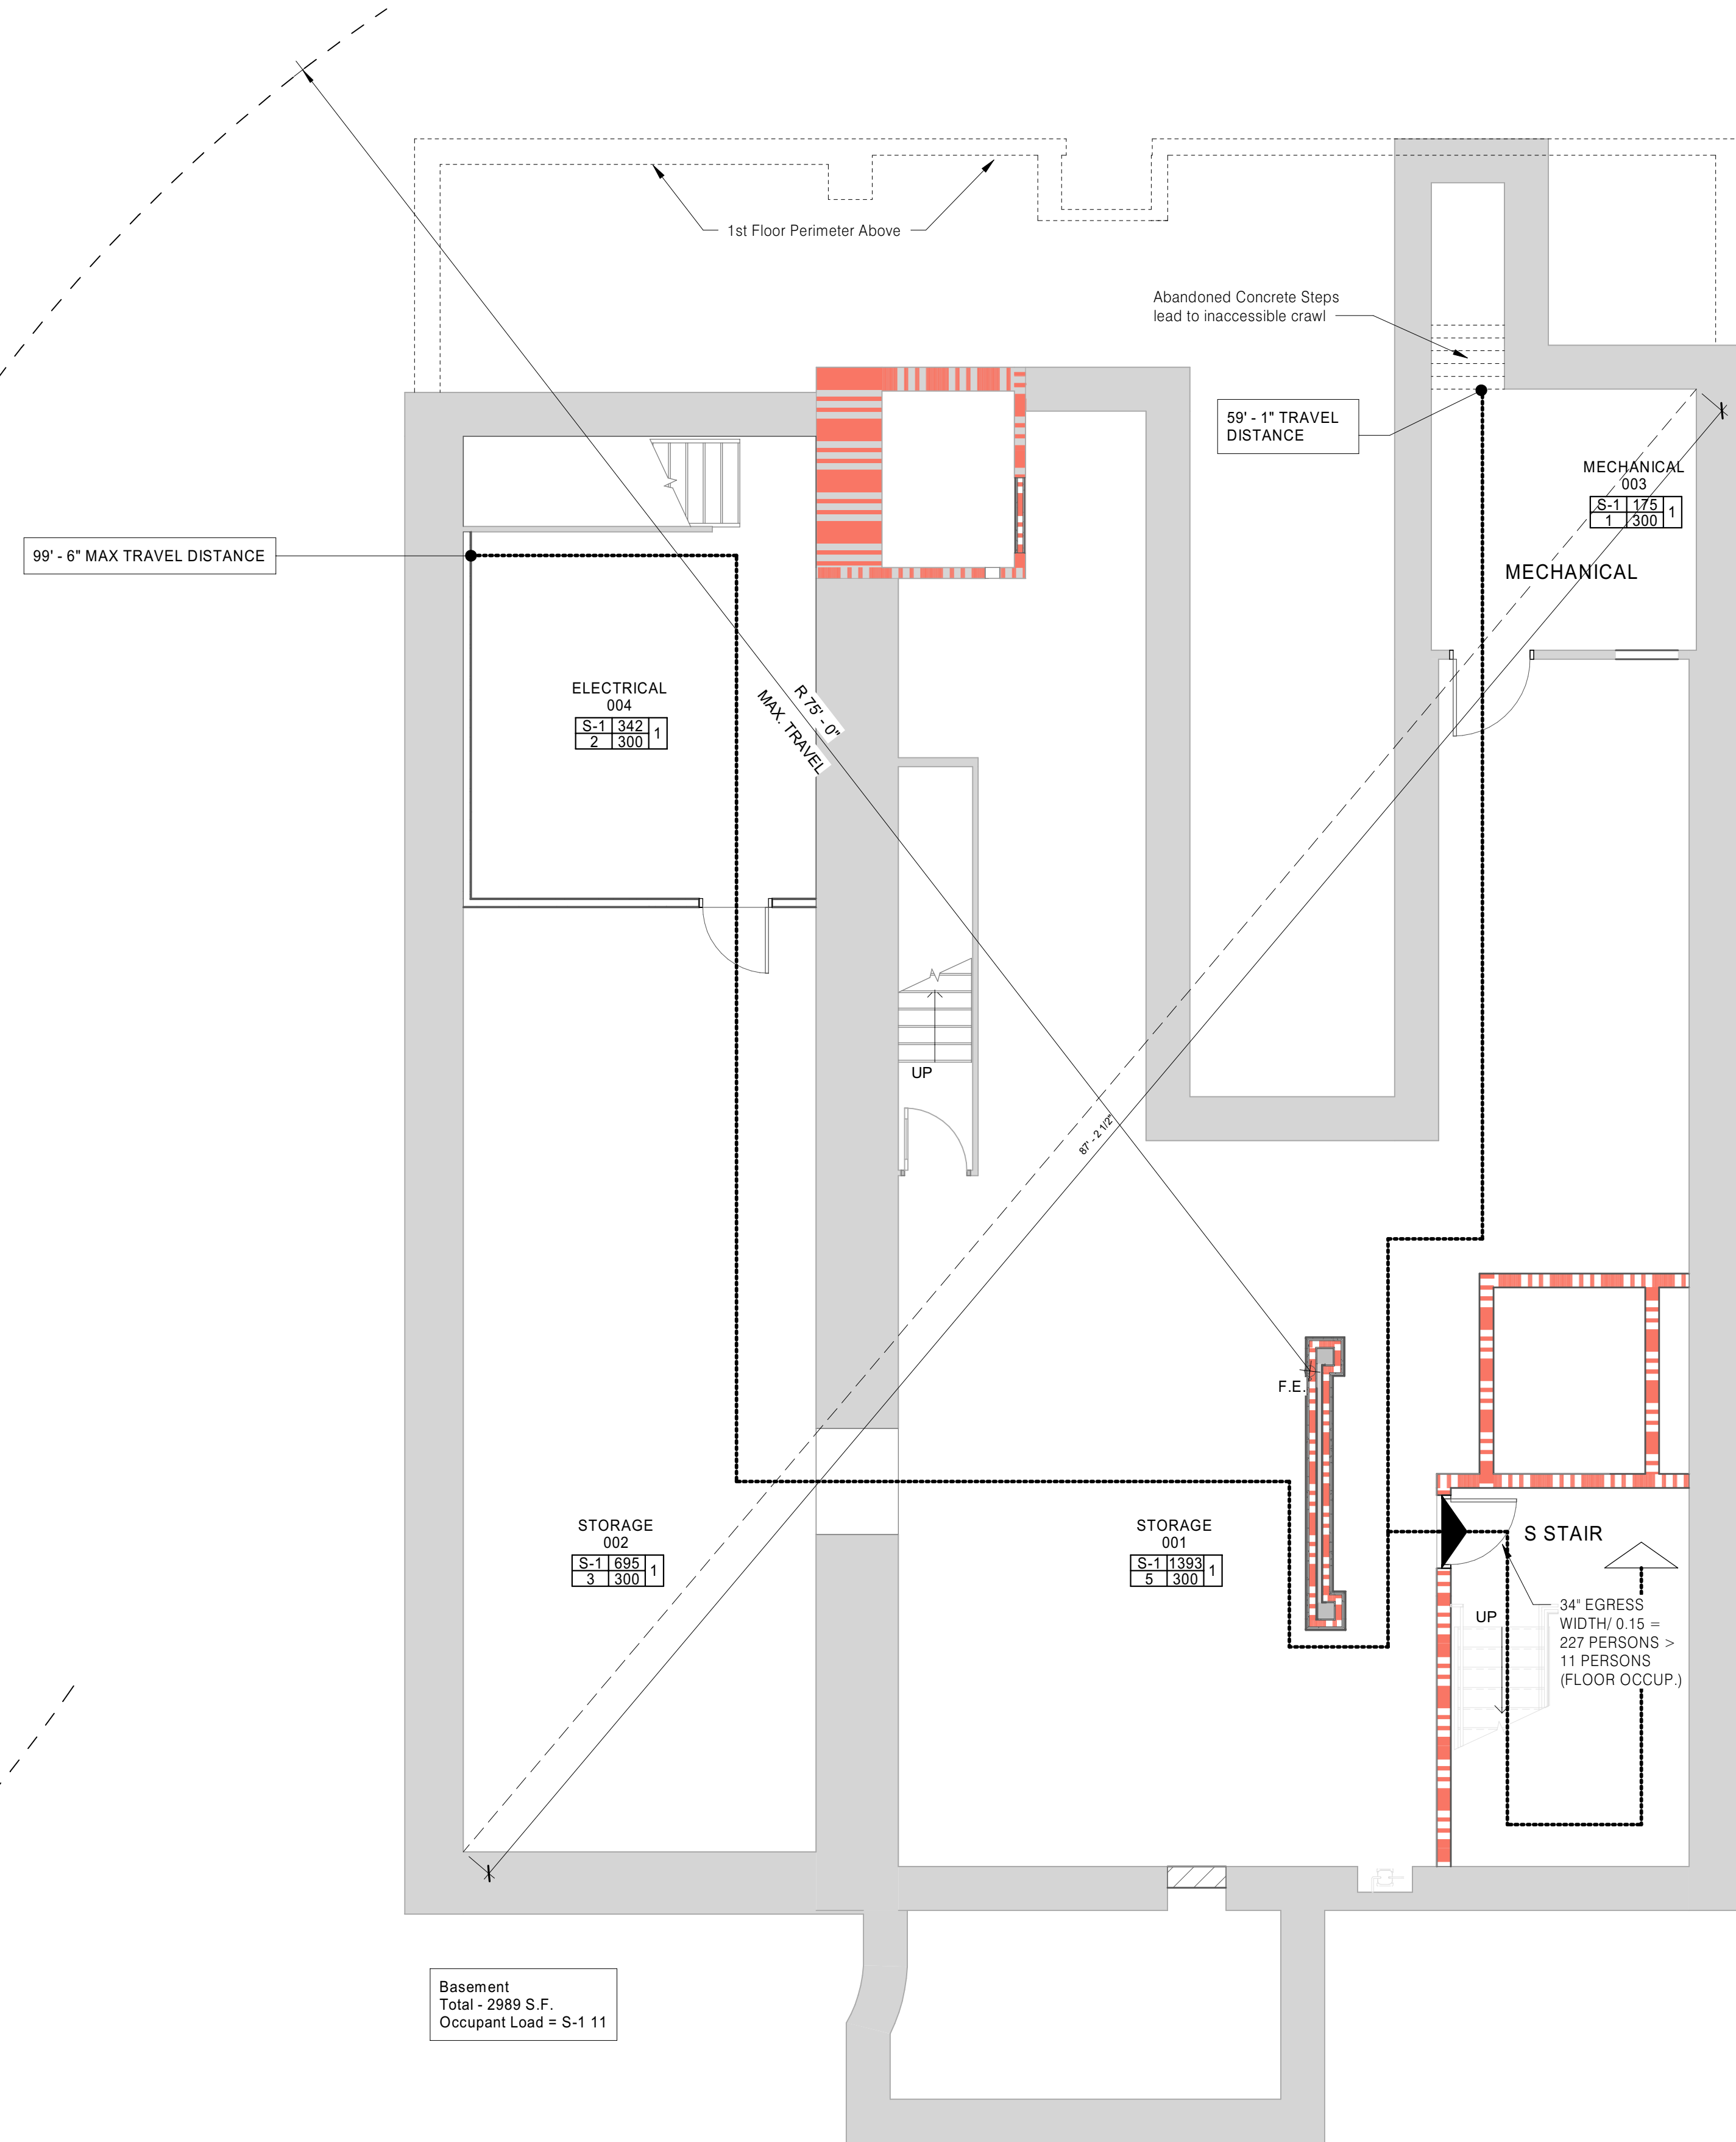 1st Floor Perimeter Above
Abandoned Concrete Steps
lead to inaccessible crawl
59' - 1" TRAVEL
DISTANCE
MECHANICAL
003
S-1 175 1
1 300
MECHANICAL
99' - 6" MAX TRAVEL DISTANCE
ELECTRICAL
004
S-1 342 1
2 300
R 75' - 0"
MAX. TRAVEL
UP
87' - 2 1/2"
F.E.
STORAGE
002
S-1 695 1
3 300
STORAGE
001
S-1 1393 1
5 300
S STAIR
UP
34" EGRESS
WIDTH/ 0.15 =
227 PERSONS >
11 PERSONS
(FLOOR OCCUP.)
Basement
Total - 2989 S.F.
Occupant Load = S-1 11